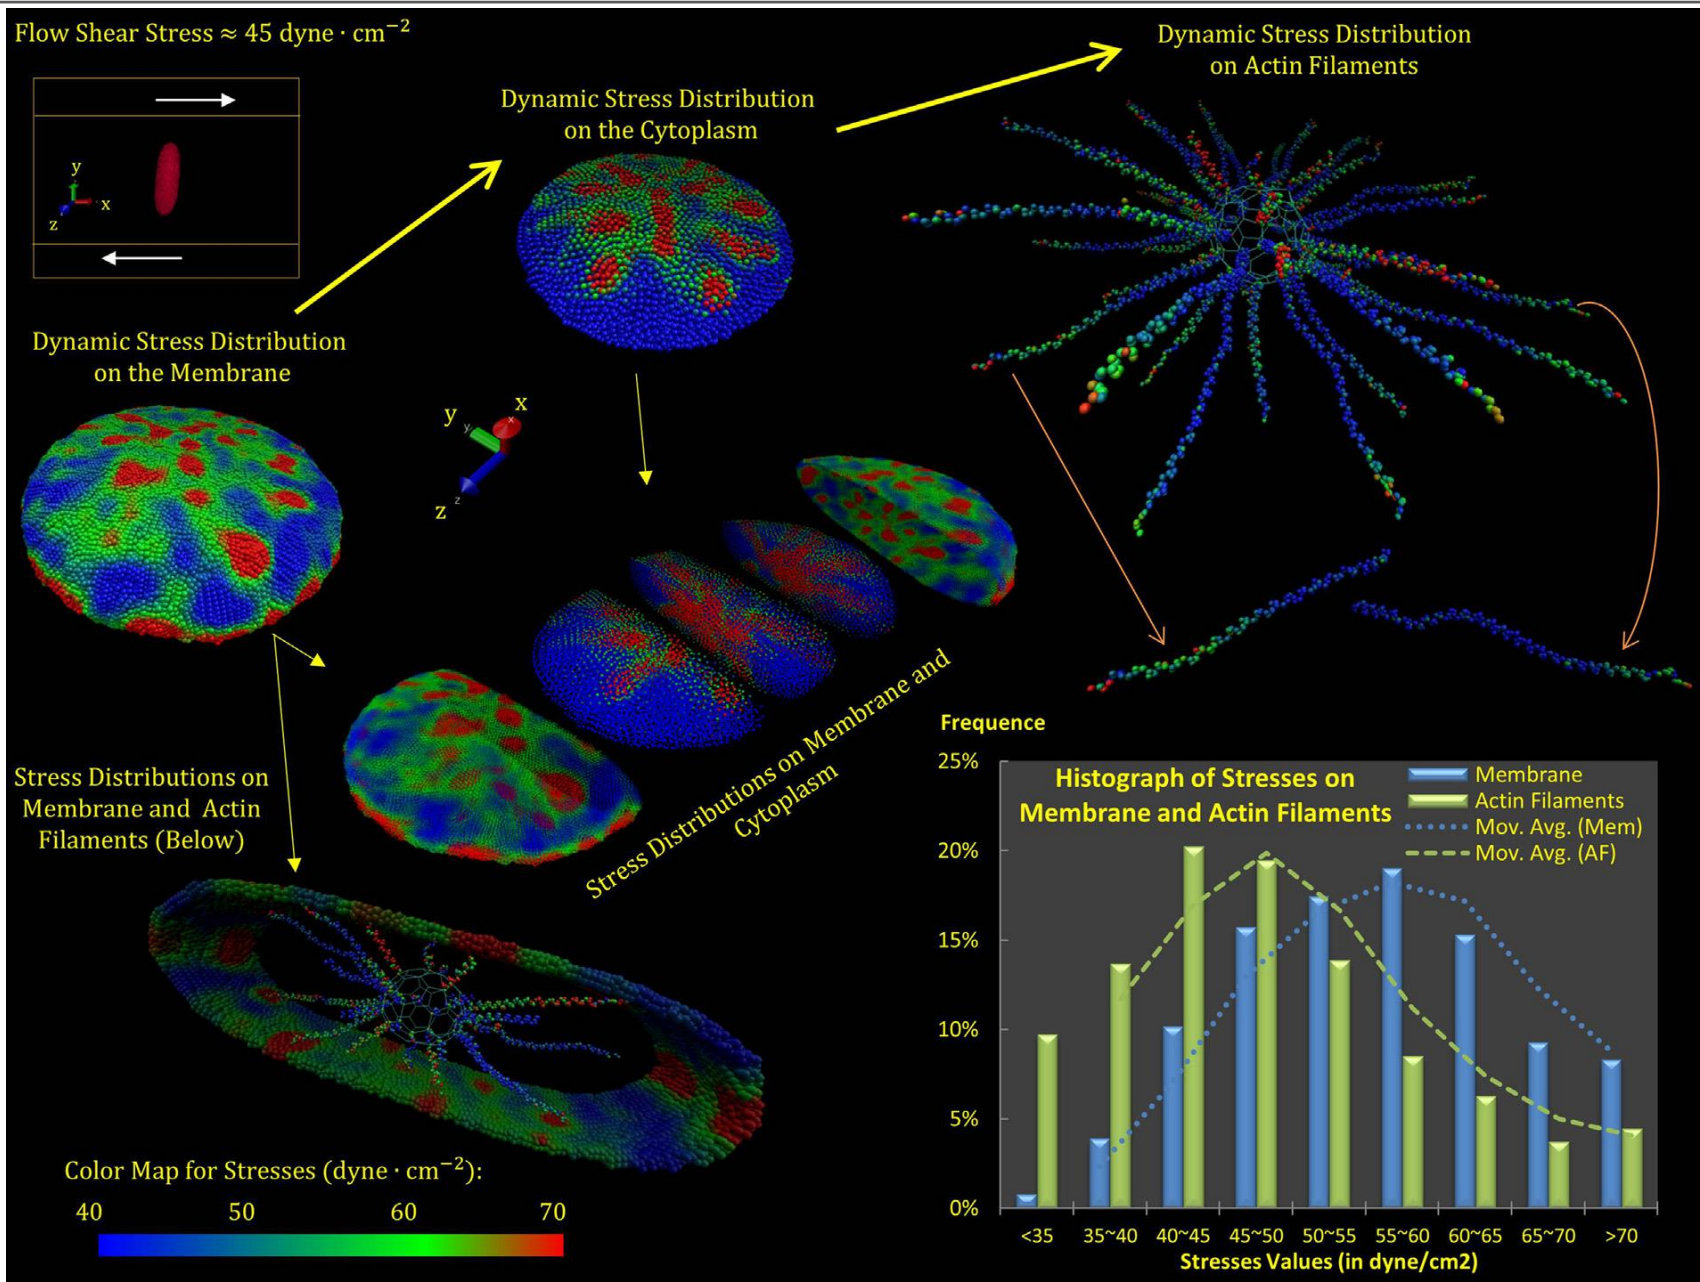 Flow Shear Stress ≈ 45 dyne · cm⁻²
y
x
z
Dynamic Stress Distribution
on the Membrane
Dynamic Stress Distribution
on the Cytoplasm
Dynamic Stress Distribution
on Actin Filaments
x
y
z
x
y
z
Stress Distributions on Membrane and
Cytoplasm
Stress Distributions on
Membrane and Actin
Filaments (Below)
Color Map for Stresses (dyne · cm⁻²):
40 50 60 70
Frequence
Histograph of Stresses on
Membrane and Actin Filaments
Membrane
Actin Filaments
Mov. Avg. (Mem)
Mov. Avg. (AF)
25%
20%
15%
10%
5%
0%
<35 35~40 40~45 45~50 50~55 55~60 60~65 65~70 >70
Stresses Values (in dyne/cm2)